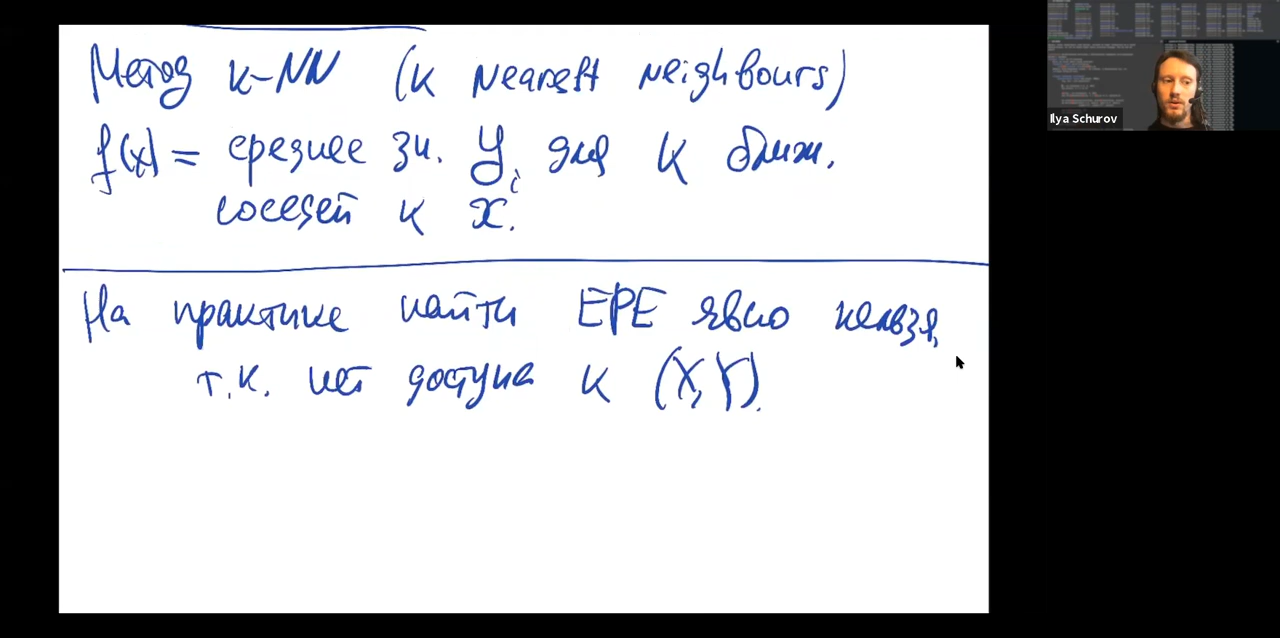 Метод k-NN (k Nearest Neighbours)
f(x) = среднее зн. y_i для k ближ.
соседей к x.
На практике найти EPE явно нельзя,
т.к. нет доступа к (X,Y).
Ilya Schurov